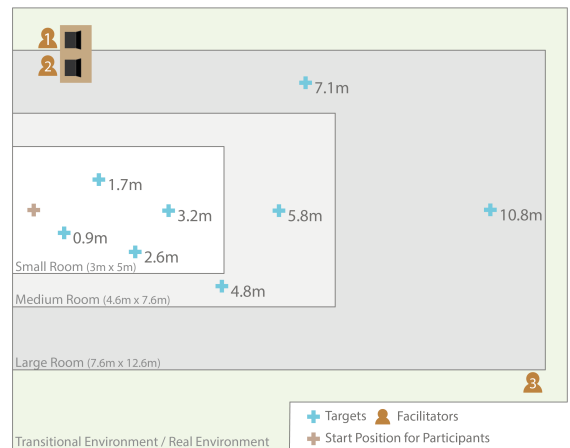 1
2
7.1m
1.7m
3.2m
5.8m
10.8m
0.9m
2.6m
Small Room (3m x 5m)
4.8m
Medium Room (4.6m x 7.6m)
Large Room (7.6m x 12.6m)
3
Targets Facilitators
Start Position for Participants
Transitional Environment / Real Environment